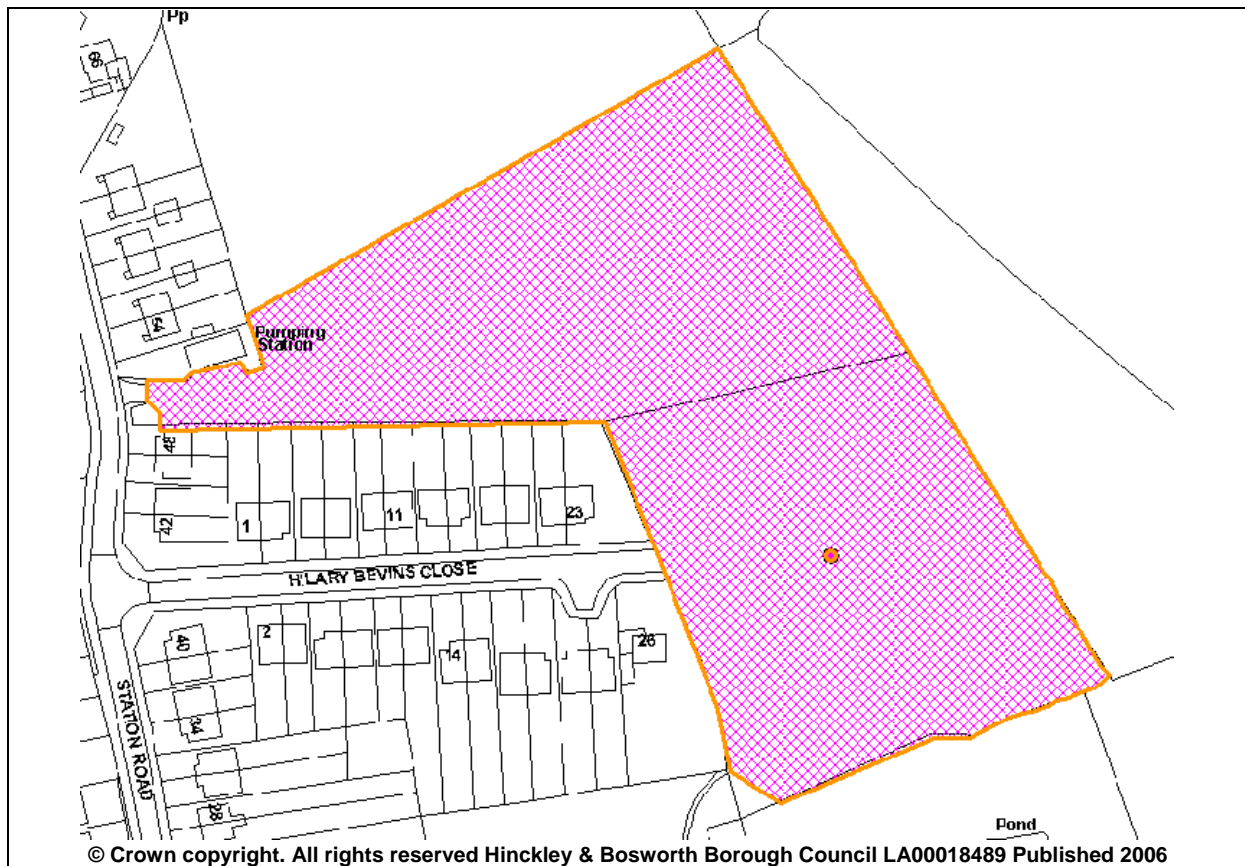 Pp
66
54
Pumping
Station
48
42
1
11
23
HILARY BEVINS CLOSE
2
4
26
40
34
28
STATION ROAD
Pond
© Crown copyright. All rights reserved Hinckley & Bosworth Borough Council LA00018489 Published 2006